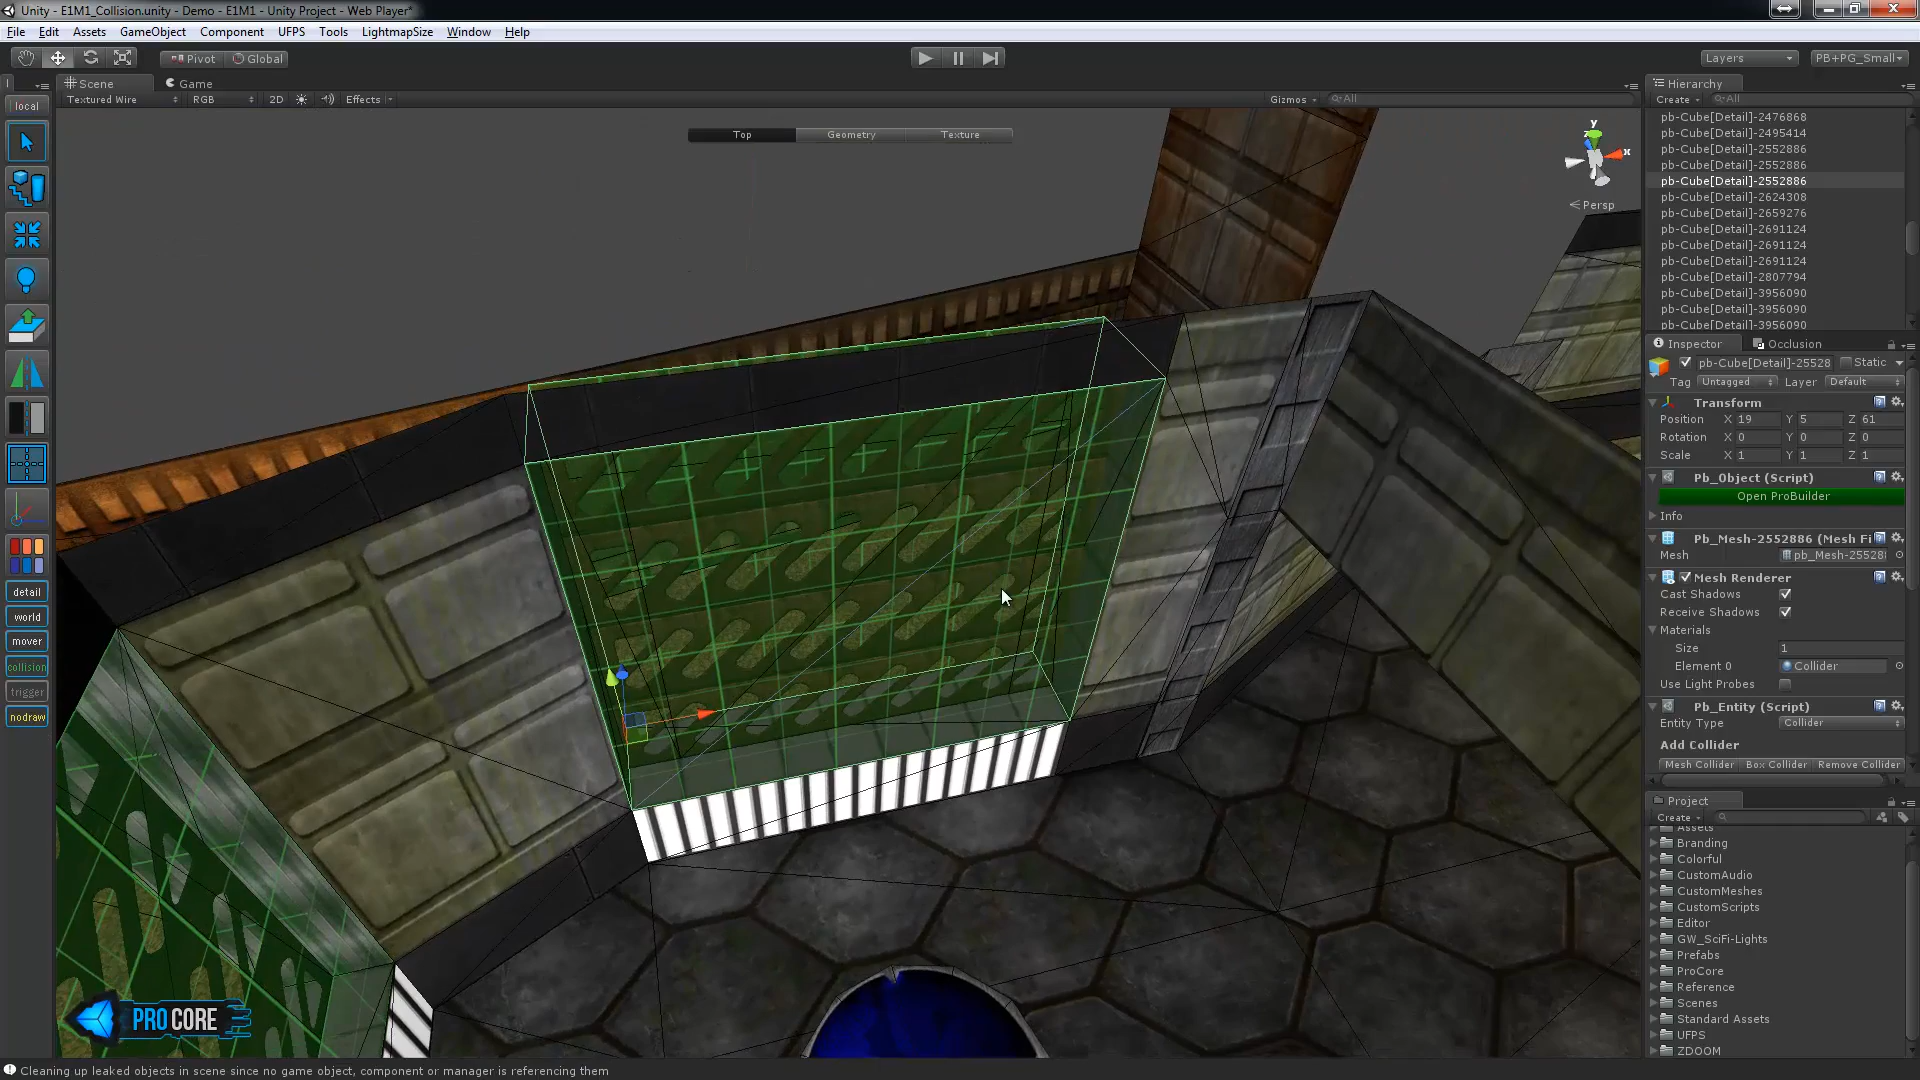 Unity - E1M1_Collision.unity - Demo - E1M1 - Unity Project - Web Player*
File Edit Assets GameObject Component UFPS Tools LightmapSize Window Help
Pivot Global Layers PB+PG_Small
Scene Game
Textured Wire RGB 2D Effects Gizmos All
Top Geometry Texture
y
z x
Persp
local
detail
world
mover
collision
trigger
nodraw
PROCORE
Hierarchy
Create All
pb-Cube[Detail]-2476868
pb-Cube[Detail]-2495414
pb-Cube[Detail]-2552886
pb-Cube[Detail]-2552886
pb-Cube[Detail]-2552886
pb-Cube[Detail]-2624308
pb-Cube[Detail]-2659276
pb-Cube[Detail]-2691124
pb-Cube[Detail]-2691124
pb-Cube[Detail]-2691124
pb-Cube[Detail]-2807794
pb-Cube[Detail]-3956090
pb-Cube[Detail]-3956090
pb-Cube[Detail]-3956090
Inspector Occlusion
pb-Cube[Detail]-25528 Static
Tag Untagged Layer Default
Transform
Position X 19 Y 5 Z 61
Rotation X 0 Y 0 Z 0
Scale X 1 Y 1 Z 1
Pb_Object (Script)
Open ProBuilder
Info
Pb_Mesh-2552886 (Mesh Fi
Mesh pb_Mesh-25528
Mesh Renderer
Cast Shadows
Receive Shadows
Materials
Size 1
Element 0 Collider
Use Light Probes
Pb_Entity (Script)
Entity Type Collider
Add Collider
Mesh Collider Box Collider Remove Collider
Project
Create
Assets
Branding
Colorful
CustomAudio
CustomMeshes
CustomScripts
Editor
GW_SciFi-Lights
Prefabs
ProCore
Reference
Scenes
Standard Assets
UFPS
ZDOOM
Cleaning up leaked objects in scene since no game object, component or manager is referencing them